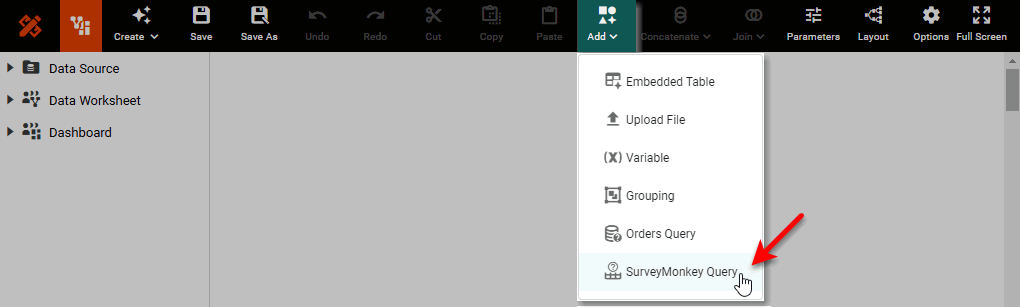 Create
Save
Save As
Undo
Redo
Cut
Copy
Paste
Add
Concatenate
Join
Parameters
Layout
Options
Full Screen
Data Source
Data Worksheet
Dashboard
Embedded Table
Upload File
(X) Variable
Grouping
Orders Query
SurveyMonkey Query